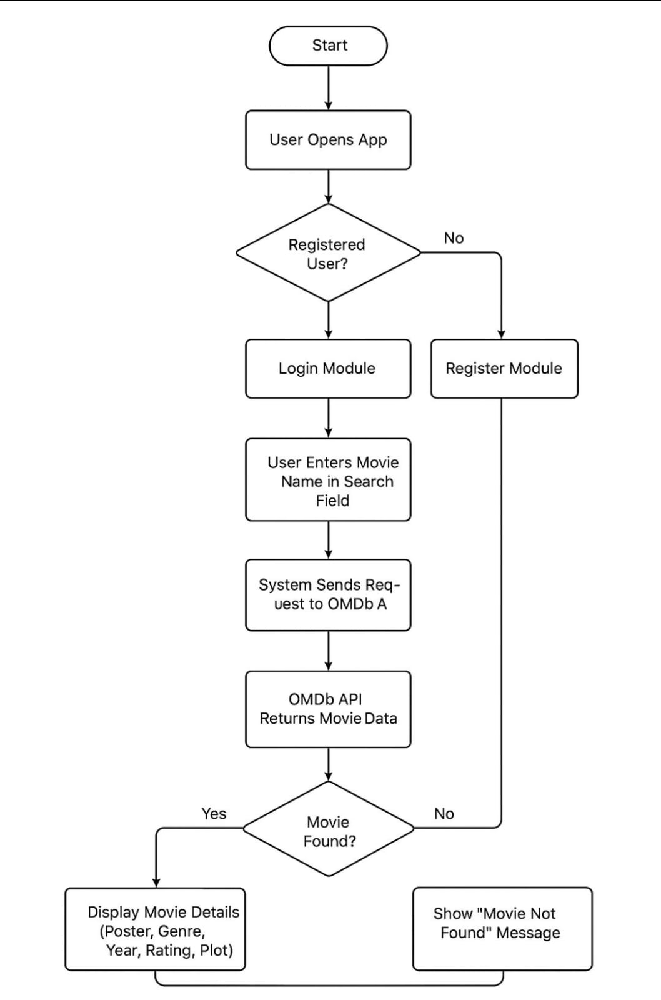 Start
User Opens App
Registered
User?
No
Login Module
Register Module
User Enters Movie
Name in Search
Field
System Sends Req-
uest to OMDb A
OMDb API
Returns Movie Data
Yes
Movie
Found?
No
Display Movie Details
(Poster, Genre,
Year, Rating, Plot)
Show "Movie Not
Found" Message